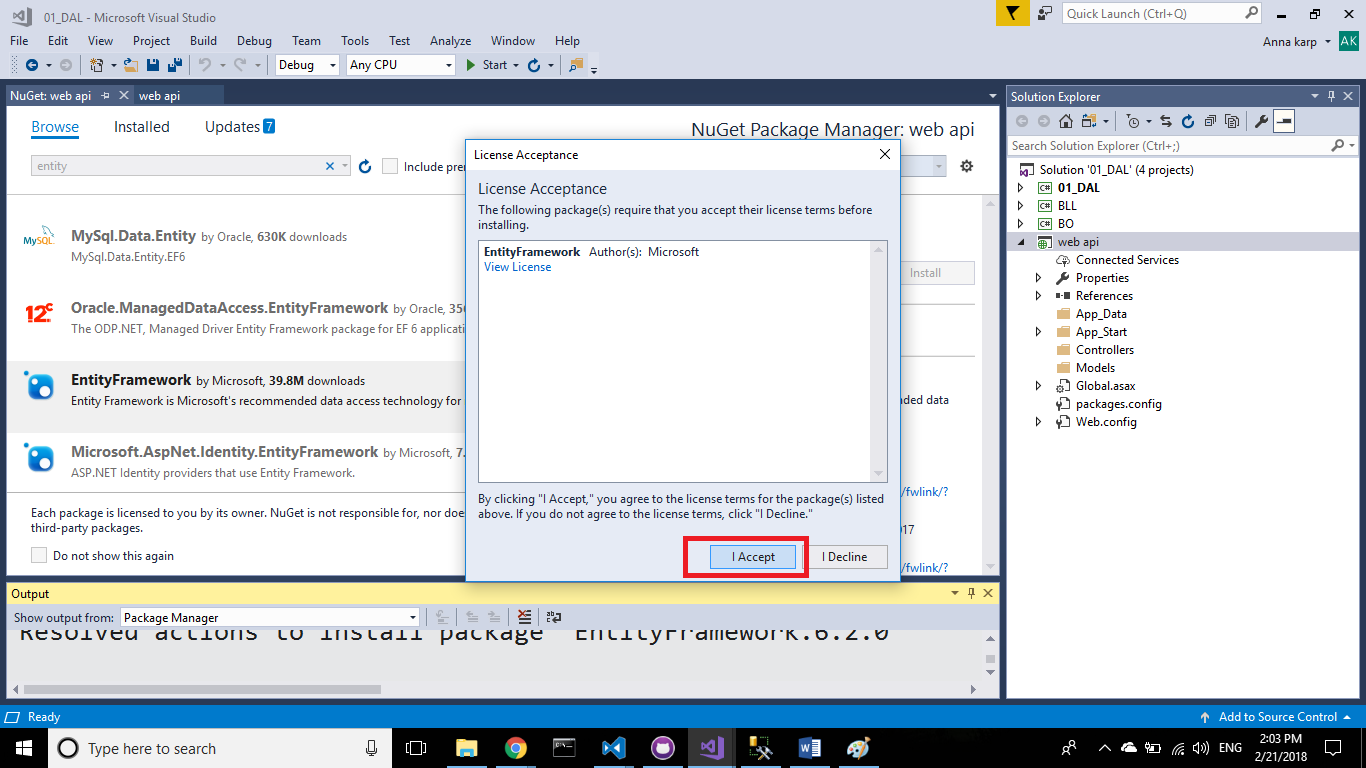 01_DAL - Microsoft Visual Studio
Quick Launch (Ctrl+Q)
File Edit View Project Build Debug Team Tools Test Analyze Window Help
Anna karp AK
Debug Any CPU Start
NuGet: web api web api
Browse Installed Updates 7
NuGet Package Manager: web api
entity
Include pre
MySQL
MySql.Data.Entity by Oracle, 630K downloads
MySql.Data.Entity.EF6
Install
12c
Oracle.ManagedDataAccess.EntityFramework by Oracle,
The ODP.NET, Managed Driver Entity Framework package for EF 6
EntityFramework by Microsoft, 39.8M downloads
Entity Framework is Microsoft's recommended data access technology for
data
Microsoft.AspNet.Identity.EntityFramework by Microsoft, 7.
ASP.NET Identity providers that use Entity Framework.
/fwlink/?
17
/fwlink/?
Each package is licensed to you by its owner. NuGet is not responsible for, nor
third-party packages.
Do not show this again
License Acceptance
License Acceptance
The following package(s) require that you accept their license terms before
installing.
EntityFramework Author(s): Microsoft
View License
By clicking "I Accept," you agree to the license terms for the package(s) listed
above. If you do not agree to the license terms, click "I Decline."
I Accept I Decline
Output
Show output from: Package Manager
Resolved actions to install package 'EntityFramework.6.2.0
Solution Explorer
Search Solution Explorer (Ctrl+;)
Solution '01_DAL' (4 projects)
C# 01_DAL
C# BLL
C# BO
web api
Connected Services
Properties
References
App_Data
App_Start
Controllers
Models
Global.asax
packages.config
Web.config
Ready
Add to Source Control
Type here to search
ENG
2:03 PM
2/21/2018